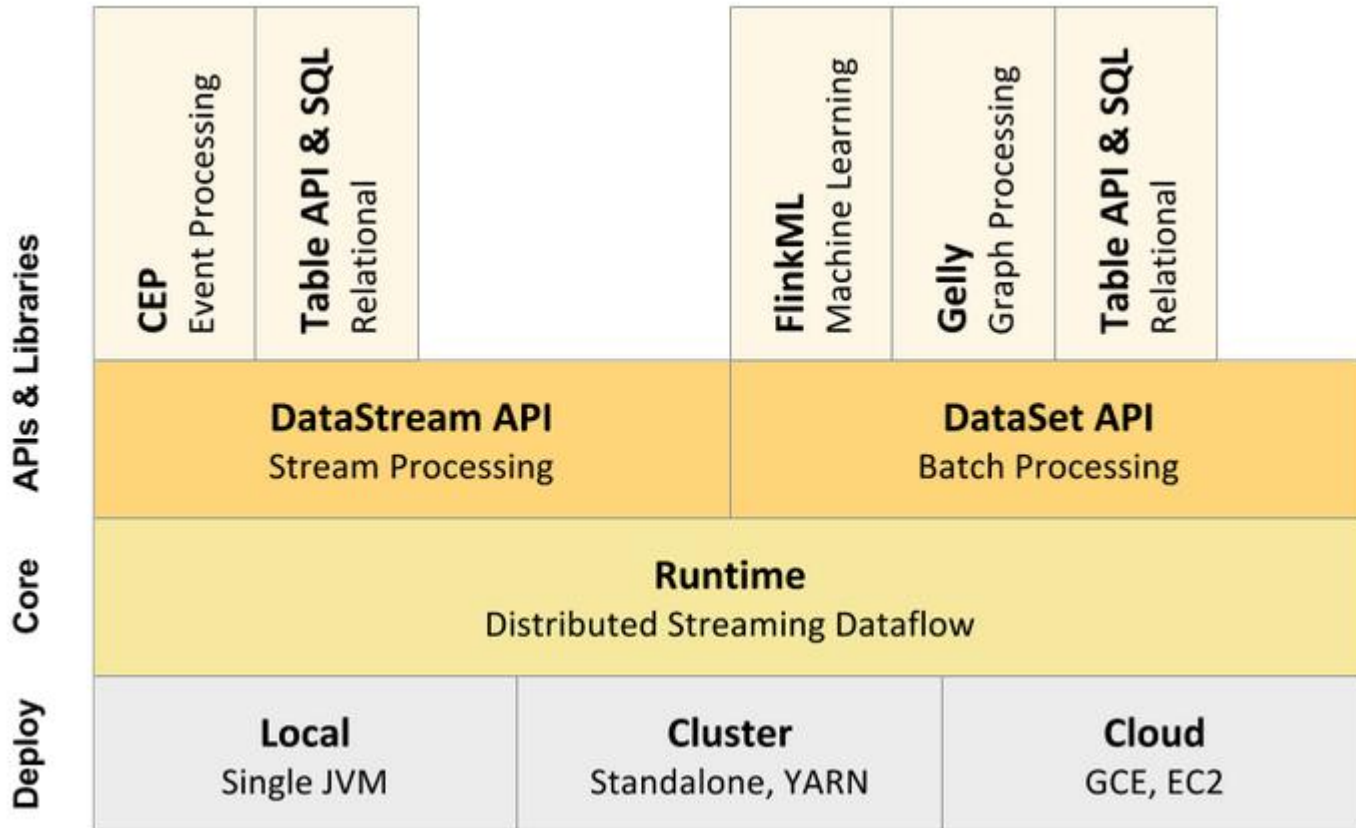 CEP
Event Processing
Table API & SQL
Relational
FlinkML
Machine Learning
Gelly
Graph Processing
Table API & SQL
Relational
APIs & Libraries
DataStream API
Stream Processing
DataSet API
Batch Processing
Core
Runtime
Distributed Streaming Dataflow
Deploy
Local
Single JVM
Cluster
Standalone, YARN
Cloud
GCE, EC2